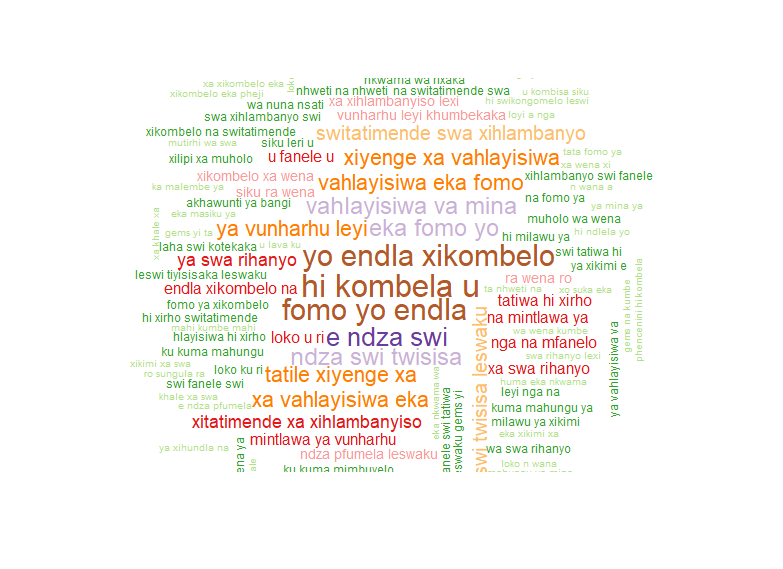 nkwama wa nxaka
xa xikombelo eka
nhweti na nhweti
na switatimende swa
u kombisa siku
xikombelo eka pheji
wa nuna nsati
xa xihlambanyiso lexi
hi swikongomelo leswi
swa xihlambanyo swi
vunharhu leyi khumbekaka
loyi a nga
xikombelo na switatimende
switatimende swa xihlambanyo
mutirhi wa swa
siku leri u
xilipi xa muholo
u fanele u
xiyenge xa vahlayisiwa
tata fomo ya
xa wena xi
xikombelo xa wena
vahlayisiwa eka fomo
xihlambanyo swi fanele
ka malembe ya
siku ra wena
n wana a
akhawunti ya bangi
vahlayisiwa va mina
na fomo ya
ya mina ya
eka masiku ya
muholo wa wena
xa khale xa
gems yi ta
ya vunharhu leyi
eka fomo yo
hi milawu ya
hi ndlela yo
laha swi kotekaka
u lava ku
yo endla xikombelo
swi tatiwa hi
ya swa rihanyo
ya xikimi e
leswi tiyisisaka leswaku
hi kombela u
ra wena ro
gems na kumbe
phencenini hi kombela
endla xikombelo na
ta nhweti na
xo suka eka
fomo ya xikombelo
fomo yo endla
tatiwa hi xirho
hi xirho switatimende
na mintlawa ya
mahi kumbe mahi
wa wena kumbe
hlayisiwa hi xirho
loko u ri
e ndza swi
nga na mfanelo
ku kuma mahungu
ndza swi twisisa
swa rihanyo lexi
xikimi xa swa
loko ku ri
tatile xiyenge xa
swi twisisa leswaku
xa swa rihanyo
ro sungula ra
swi fanele swi
huma eka nkwama
ya vahlayisiwa va
khale xa swa
xa vahlayisiwa eka
eka nkwama wa
leyi nga na
e ndza pfumela
kuma mahungu ya
xitatimende xa xihlambanyiso
milawu ya xikimi
mintlawa ya vunharhu
eka xikimi xa
ya xihundla na
ndza pfumela leswaku
wa swa rihanyo
loko n wana
ku kuma mimbuyelo
fanele swi tatiwa
leswaku gems yi